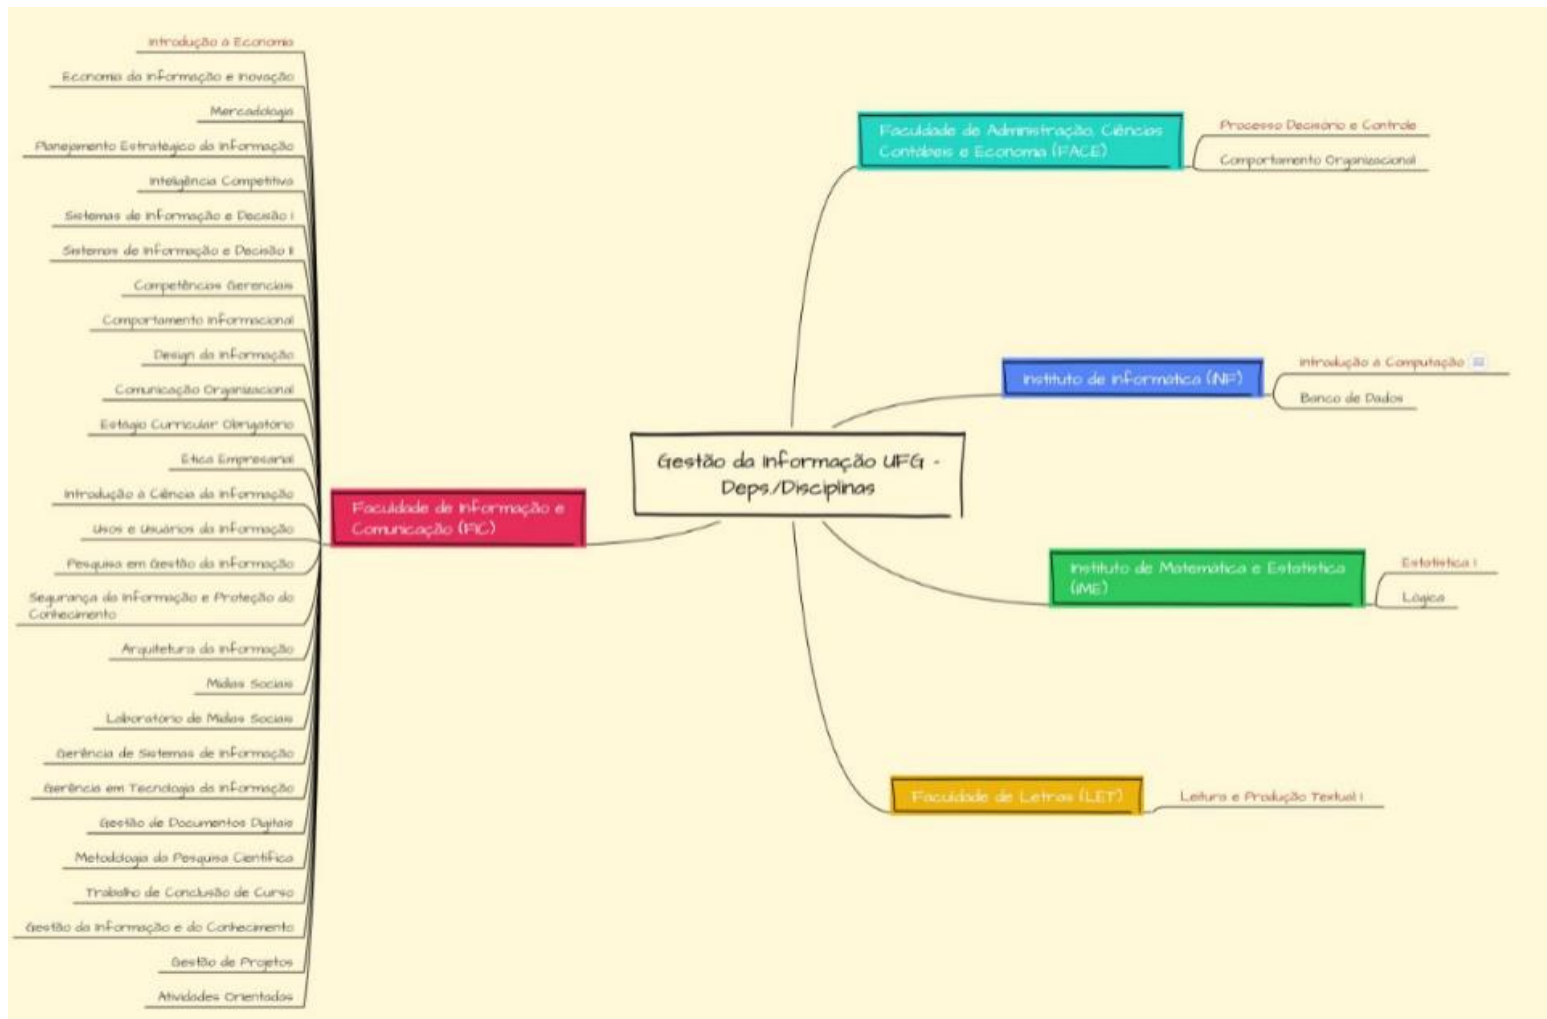 Introdução à Economia
Economia da Informação e Inovação
Mercadologia
Planejamento Estratégico da Informação
Inteligência Competitiva
Sistemas de Informação e Decisão I
Sistemas de Informação e Decisão II
Competências Gerenciais
Comportamento Informacional
Design da Informação
Comunicação Organizacional
Estágio Curricular Obrigatório
Ética Empresarial
Introdução à Ciência da Informação
Usos e Usuários da Informação
Pesquisa em Gestão da Informação
Segurança da Informação e Proteção do
Conhecimento
Arquitetura da Informação
Mídias Sociais
Laboratório de Mídias Sociais
Gerência de Sistemas de Informação
Gerência em Tecnologia da Informação
Gestão de Documentos Digitais
Metodologia da Pesquisa Científica
Trabalho de Conclusão de Curso
Gestão da Informação e do Conhecimento
Gestão de Projetos
Atividades Orientadas
Faculdade de Informação e
Comunicação (FIC)
Gestão da Informação UFG -
Deps./Disciplinas
Faculdade de Administração, Ciências
Contábeis e Economia (FACE)
Processo Decisório e Controle
Comportamento Organizacional
Instituto de Informática (INF)
Introdução à Computação
Banco de Dados
Instituto de Matemática e Estatística
(IME)
Estatística I
Lógica
Faculdade de Letras (LET)
Leitura e Produção Textual I